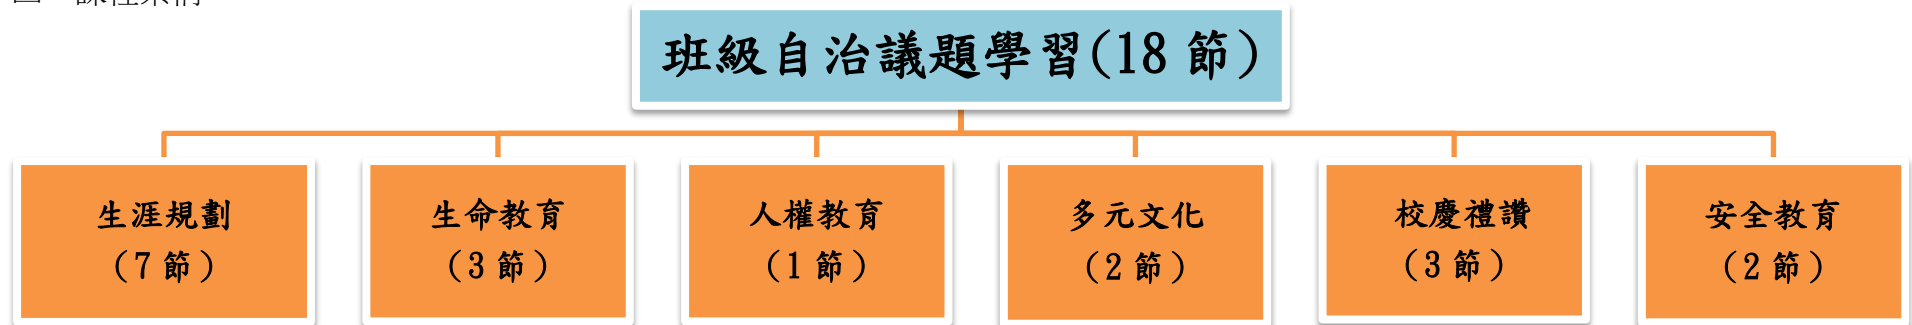 班級自治議題學習(18 節)
生涯規劃
(7 節)
生命教育
(3 節)
人權教育
(1 節)
多元文化
(2 節)
校慶禮讚
(3 節)
安全教育
(2 節)